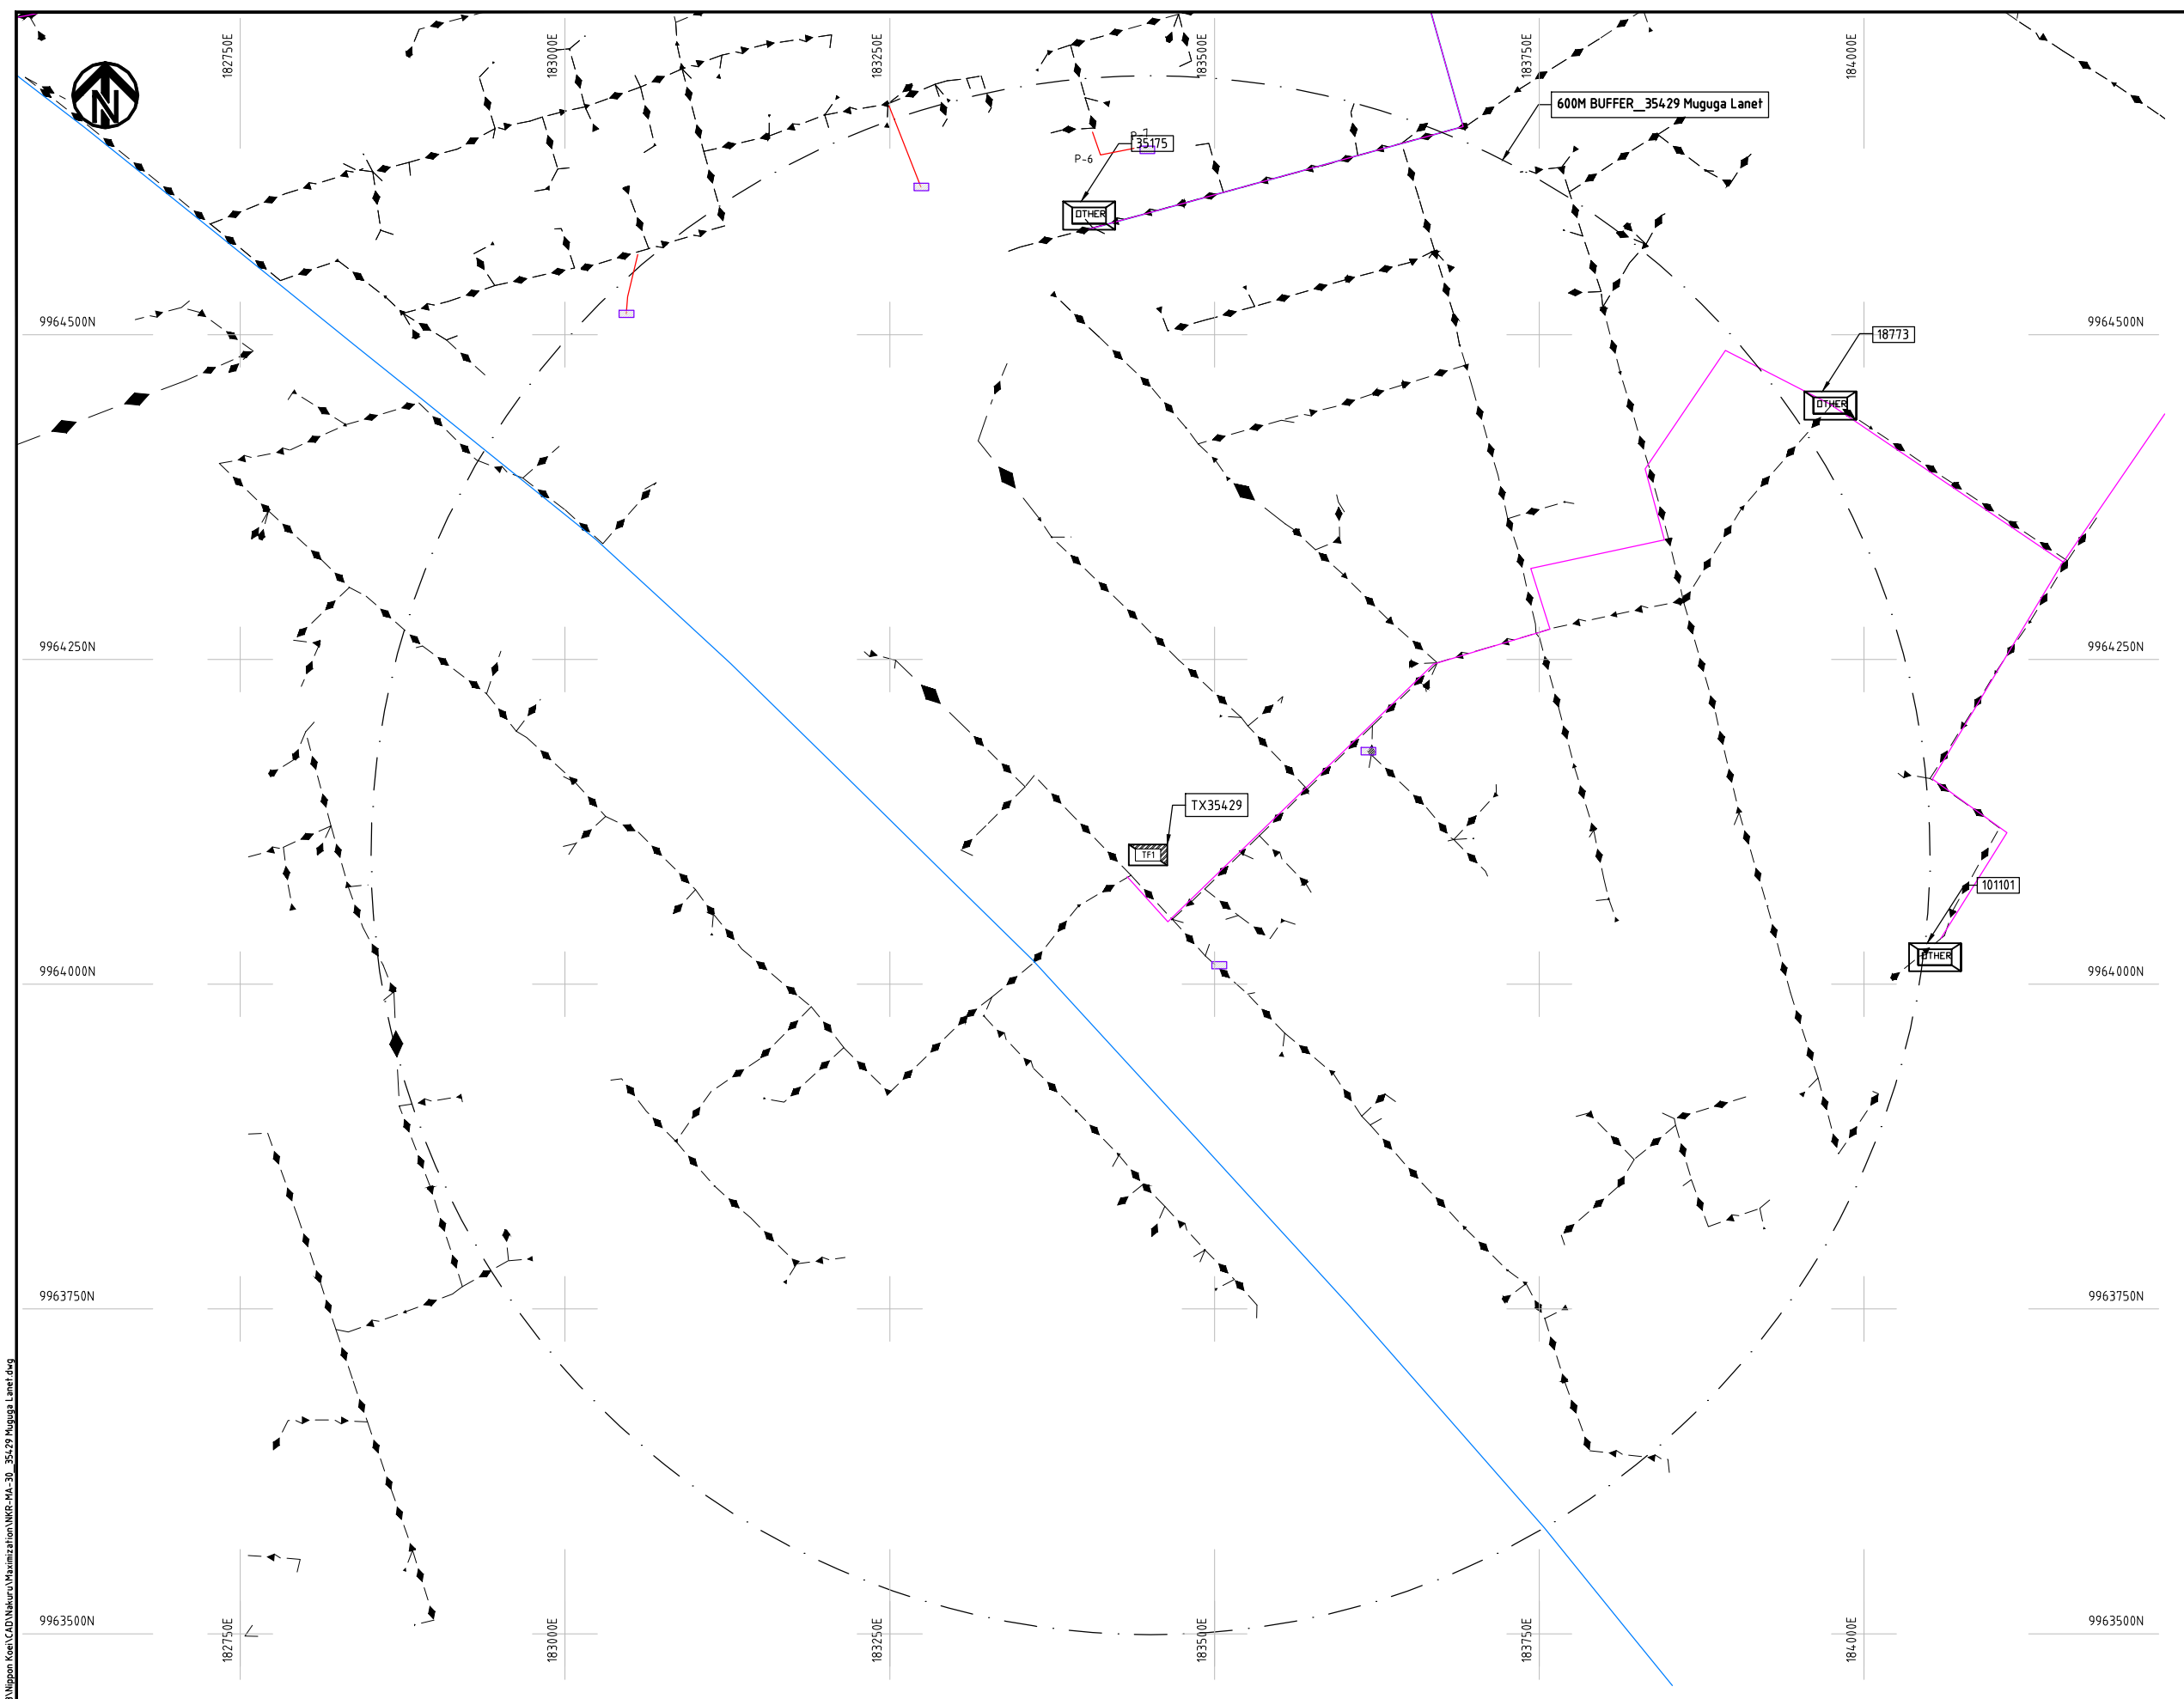 182750E
183000E
183250E
183500E
183750E
184000E
N
600M BUFFER_35429 Muguga Lanet
P-7
35175
P-6
OTHER
9964500N
18773
9964500N
OTHER
9964250N
9964250N
TX35429
TF1
101101
OTHER
9964000N
9964000N
9963750N
9963750N
\Nippon Koei\CAD\Nakuru\Maximization\NKR-MA-30_35429 Muguga Lanet.dwg
9963500N
9963500N
182750E
183000E
183250E
183500E
183750E
184000E